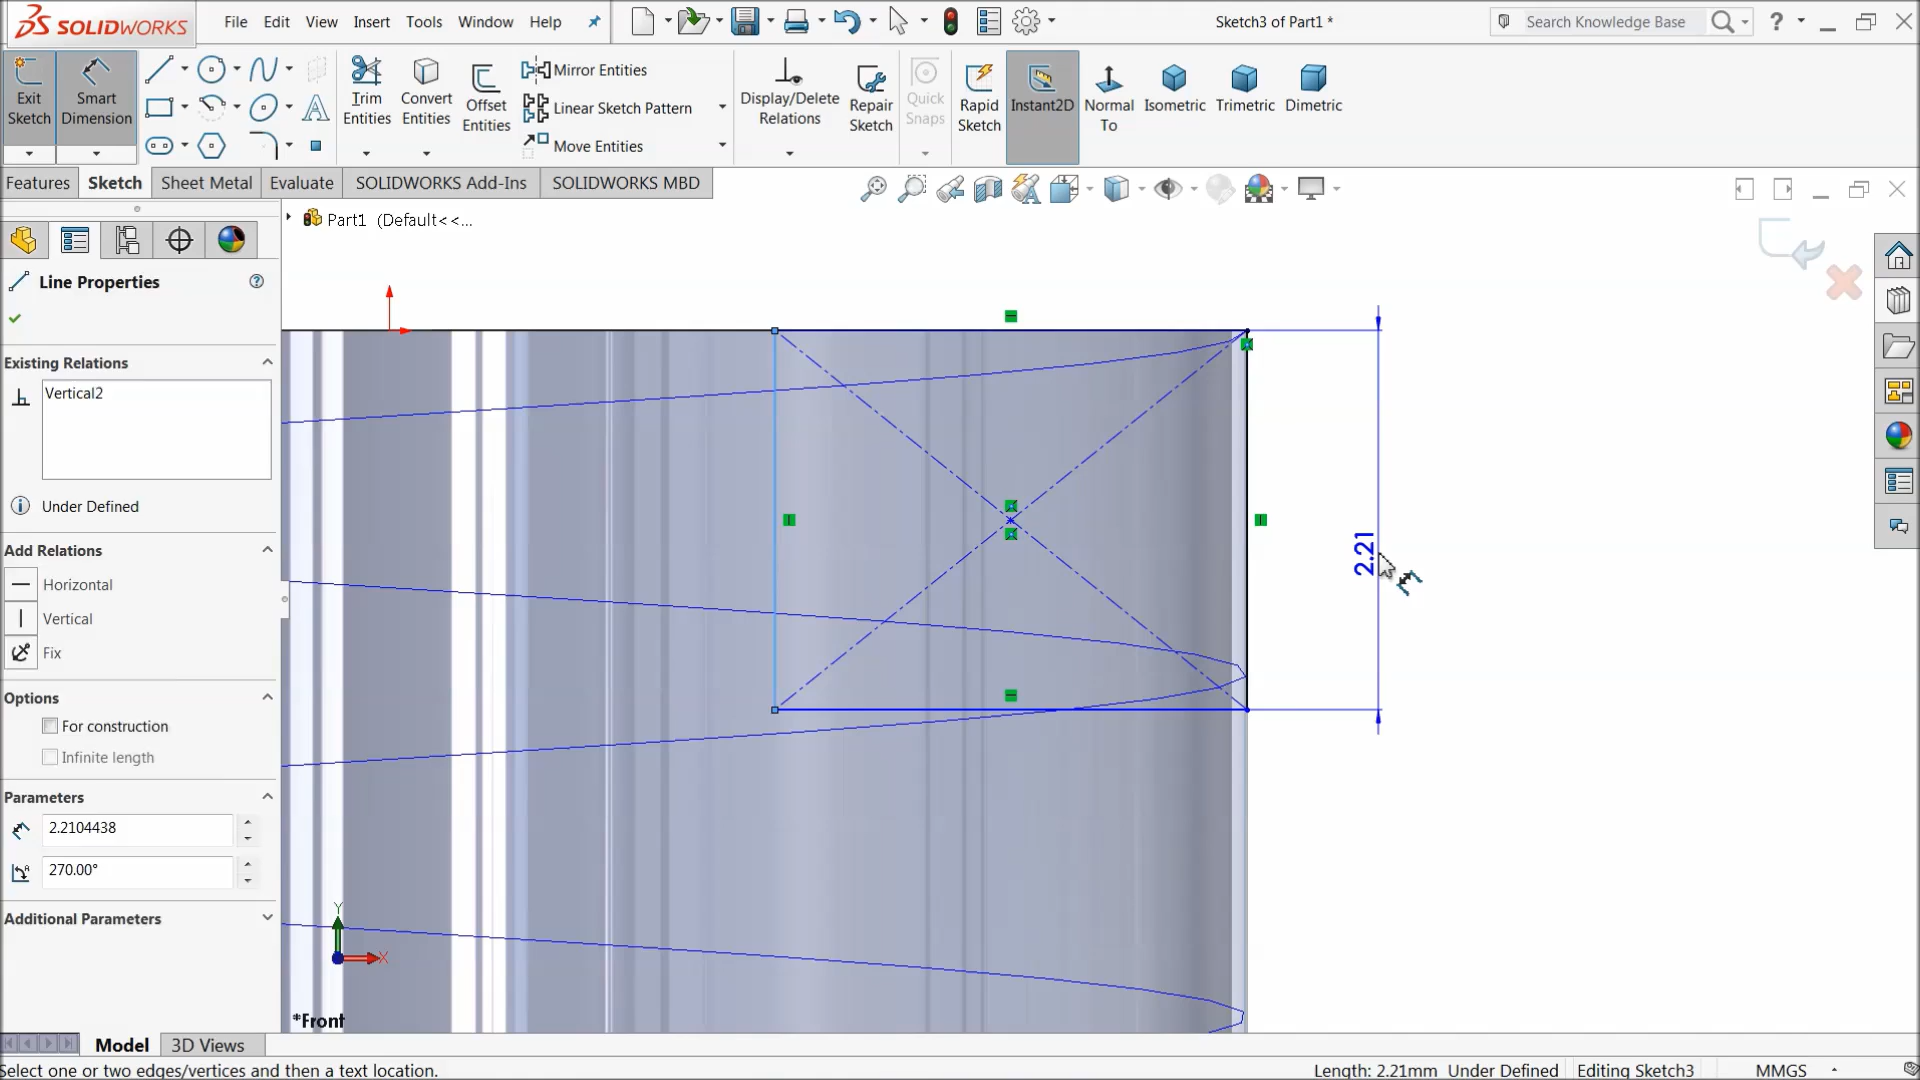 SOLIDWORKS
File Edit View Insert Tools Window Help
Sketch3 of Part1 *
Search Knowledge Base
?
Exit Sketch
Smart Dimension
Trim Entities
Convert Entities
Offset Entities
Mirror Entities
Linear Sketch Pattern
Move Entities
Display/Delete Relations
Repair Sketch
Quick Snaps
Rapid Sketch
Instant2D
Normal To
Isometric
Trimetric
Dimetric
Features Sketch Sheet Metal Evaluate SOLIDWORKS Add-Ins SOLIDWORKS MBD
Part1 (Default<<...
Line Properties
Existing Relations
Vertical2
Under Defined
Add Relations
Horizontal
Vertical
Fix
Options
For construction
Infinite length
Parameters
2.2104438
270.00°
Additional Parameters
2.21
Y
X
*Front
Model 3D Views
Select one or two edges/vertices and then a text location.
Length: 2.21mm Under Defined Editing Sketch3 MMGS